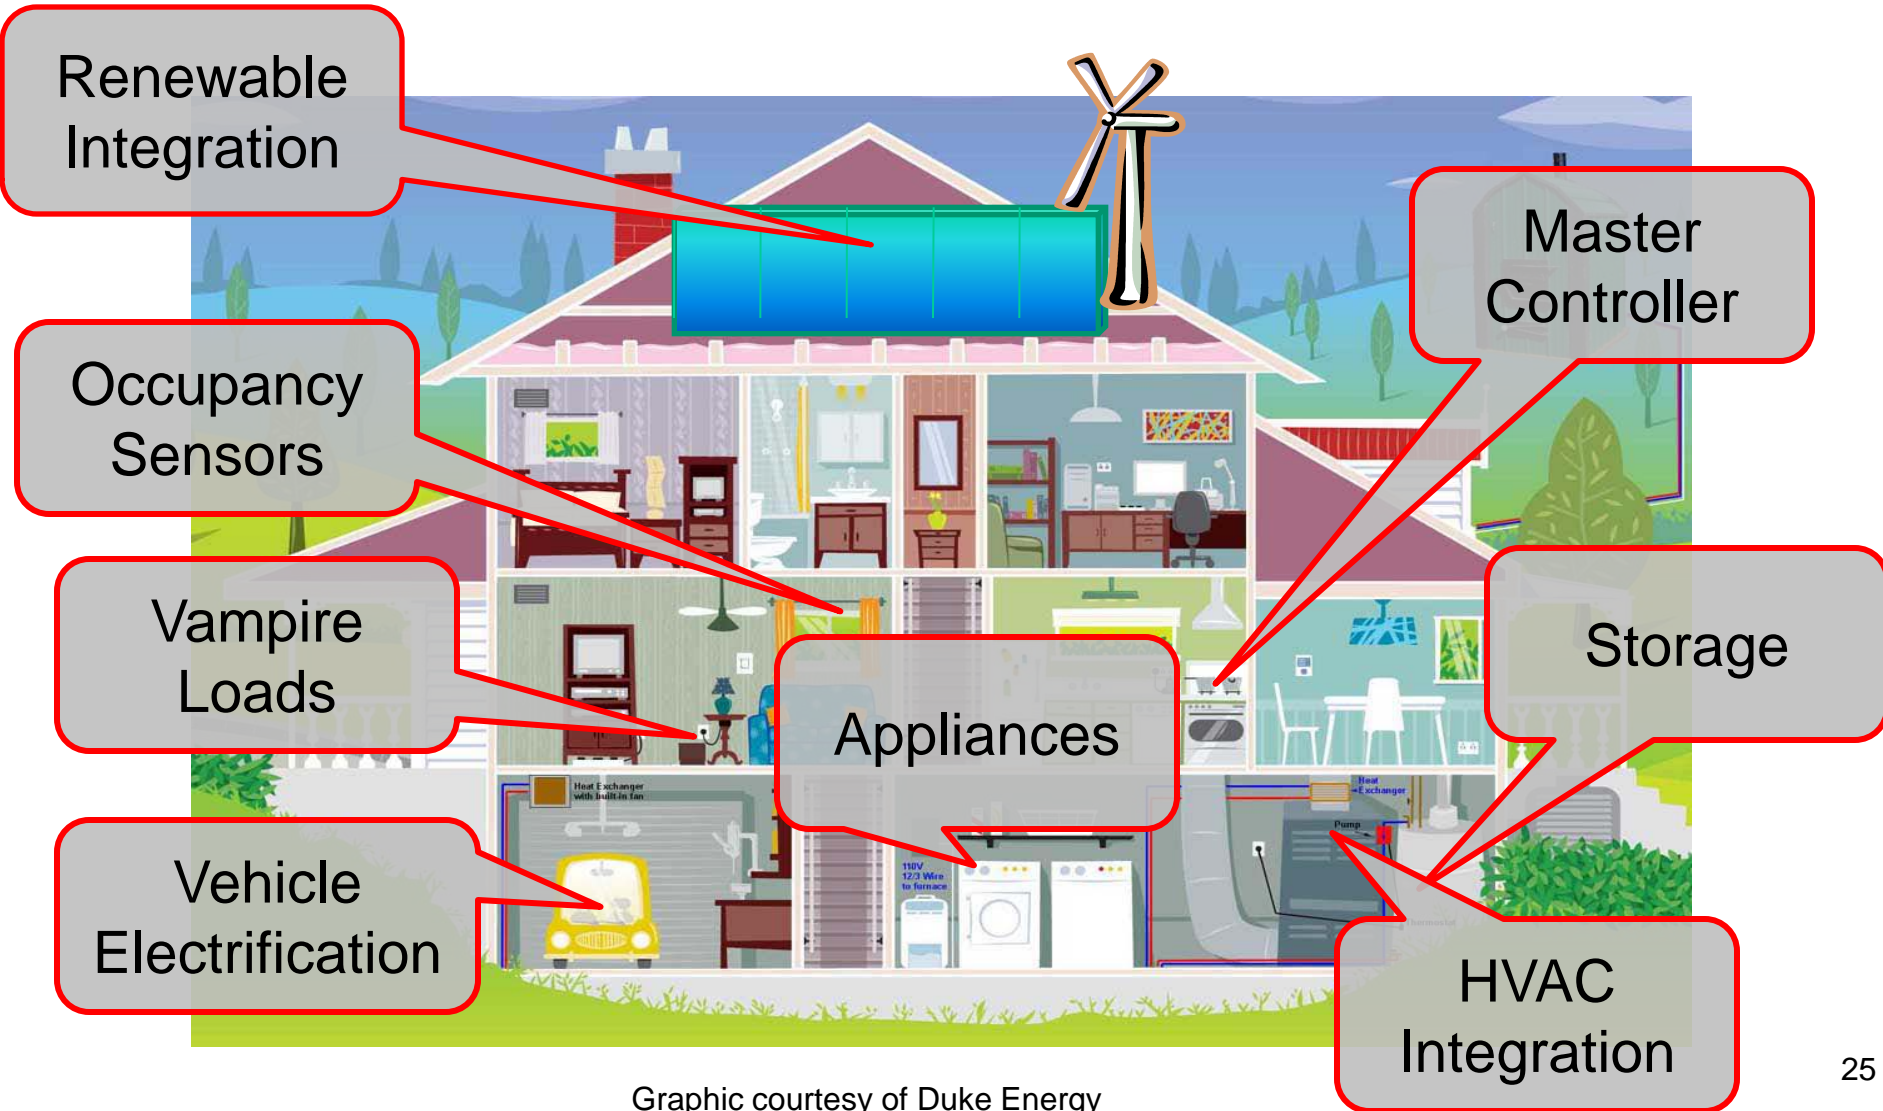 Renewable
Integration
Master
Controller
Occupancy
Sensors
Vampire
Loads
Storage
Appliances
Heat Exchanger
with built-in fan
Heat
Exchanger
Pump
Vehicle
Electrification
110V
12/3 Wire
to furnace
Thermostat
HVAC
Integration
25
Graphic courtesy of Duke Energy